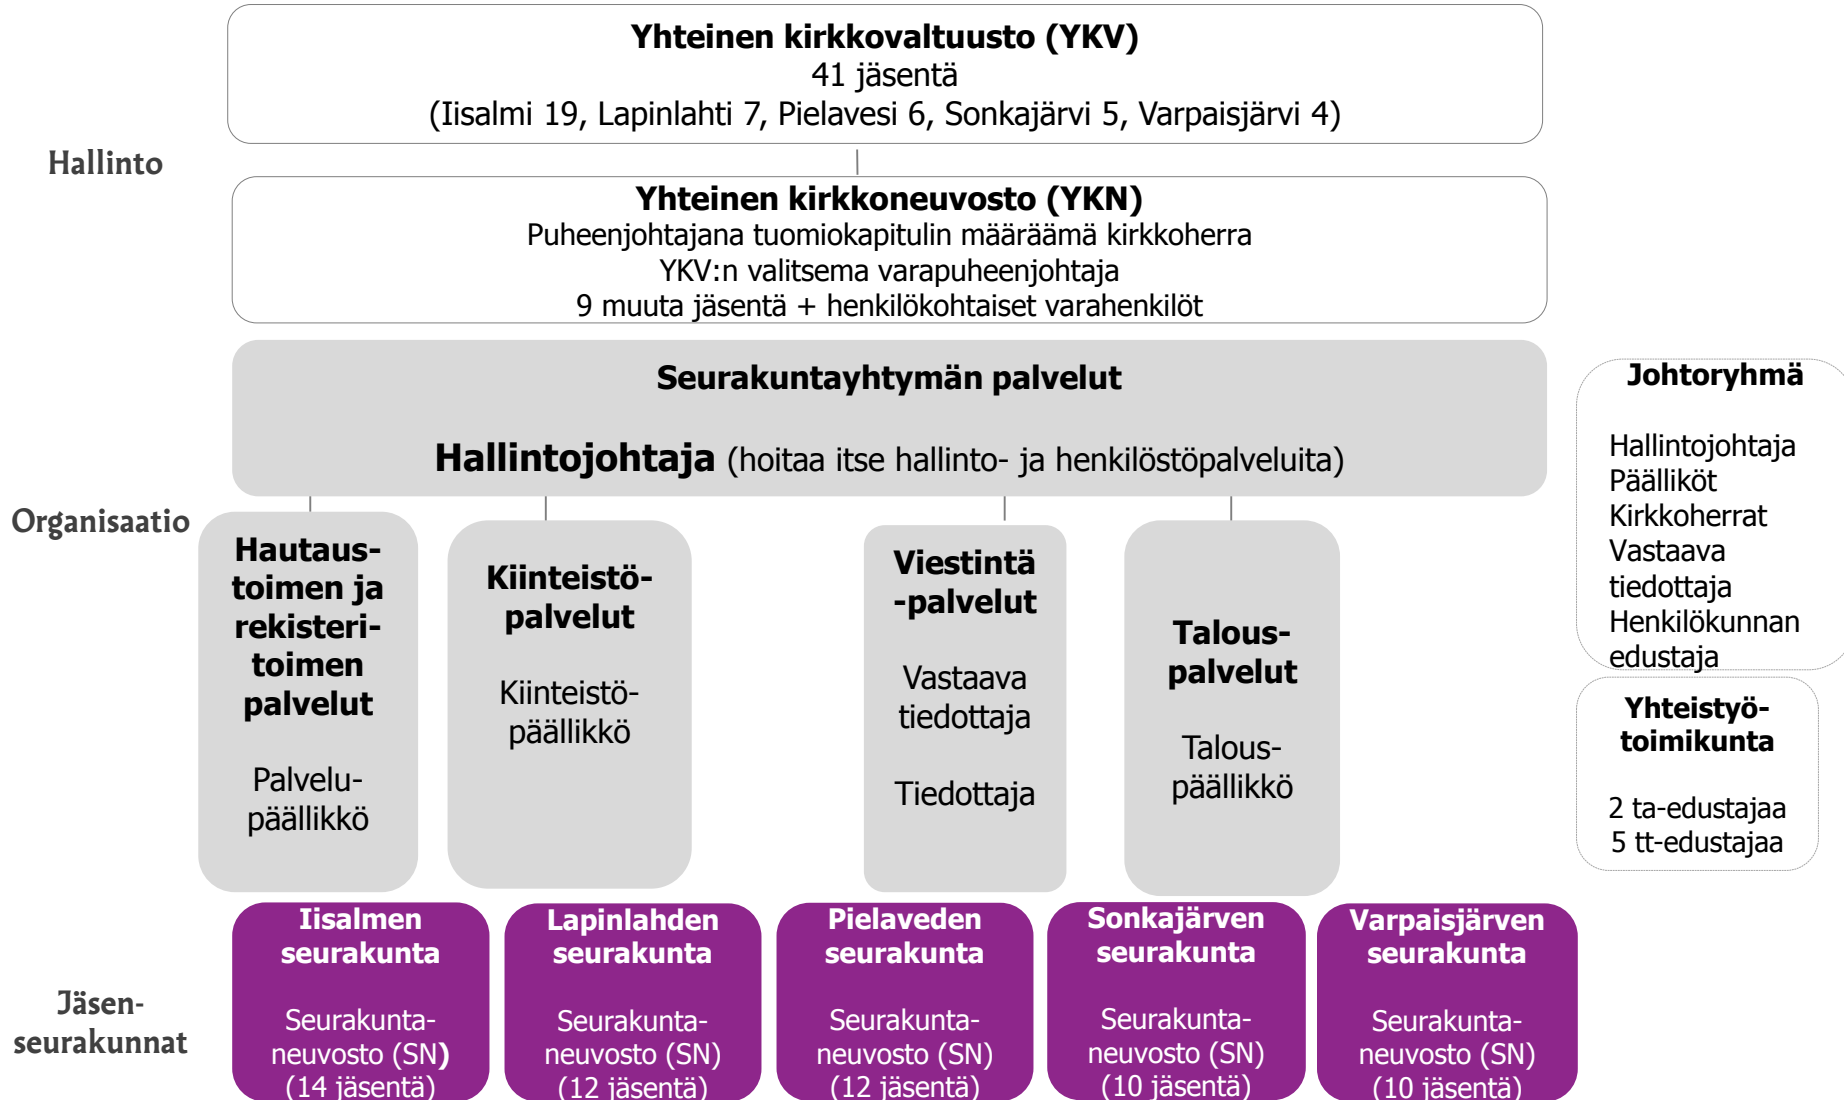 Yhteinen kirkkovaltuusto (YKV)
41 jäsentä
(Iisalmi 19, Lapinlahti 7, Pielavesi 6, Sonkajärvi 5, Varpaisjärvi 4)
Hallinto
Yhteinen kirkkoneuvosto (YKN)
Puheenjohtajana tuomiokapitulin määräämä kirkkoherra
YKV:n valitsema varapuheenjohtaja
9 muuta jäsentä + henkilökohtaiset varahenkilöt
Seurakuntayhtymän palvelut
Hallintojohtaja (hoitaa itse hallinto- ja henkilöstöpalveluita)
Johtoryhmä
Hallintojohtaja
Päälliköt
Kirkkoherrat
Vastaava
tiedottaja
Henkilökunnan
edustaja
Organisaatio
Hautaus-
toimen ja
rekisteri-
toimen
palvelut
Palvelu-
päällikkö
Kiinteistö-
palvelut
Kiinteistö-
päällikkö
Viestintä
-palvelut
Vastaava
tiedottaja
Tiedottaja
Talous-
palvelut
Talous-
päällikkö
Yhteistyö-
toimikunta
2 ta-edustajaa
5 tt-edustajaa
Jäsen-
seurakunnat
Iisalmen
seurakunta
Seurakunta-
neuvosto (SN)
(14 jäsentä)
Lapinlahden
seurakunta
Seurakunta-
neuvosto (SN)
(12 jäsentä)
Pielaveden
seurakunta
Seurakunta-
neuvosto (SN)
(12 jäsentä)
Sonkajärven
seurakunta
Seurakunta-
neuvosto (SN)
(10 jäsentä)
Varpaisjärven
seurakunta
Seurakunta-
neuvosto (SN)
(10 jäsentä)